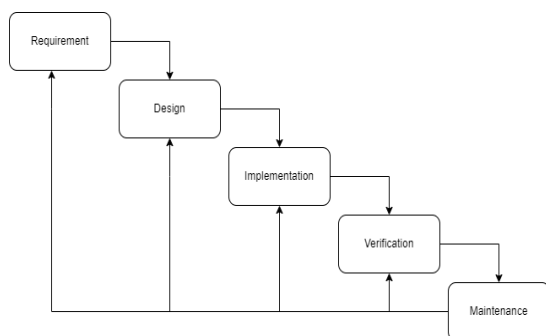 Requirement
Design
Implementation
Verification
Maintenance